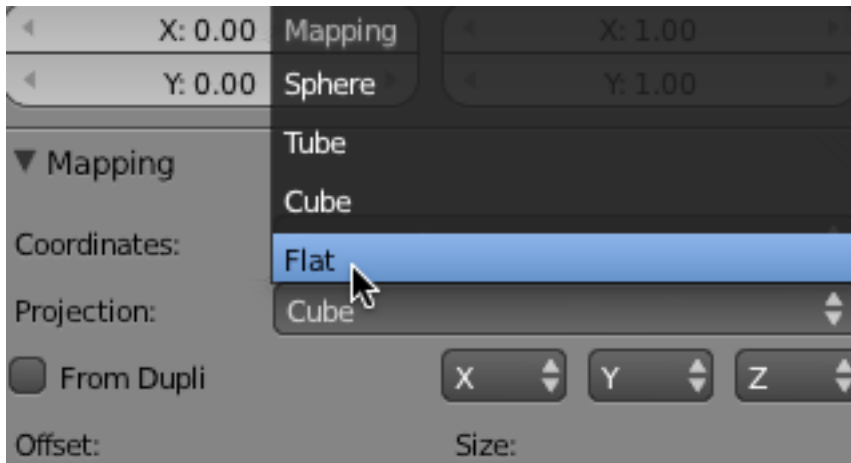 X: 0.00 Mapping X: 1.00
Y: 0.00 Sphere Y: 1.00
Tube
Mapping
Cube
Coordinates:
Flat
Projection: Cube
From Dupli X Y Z
Offset: Size: